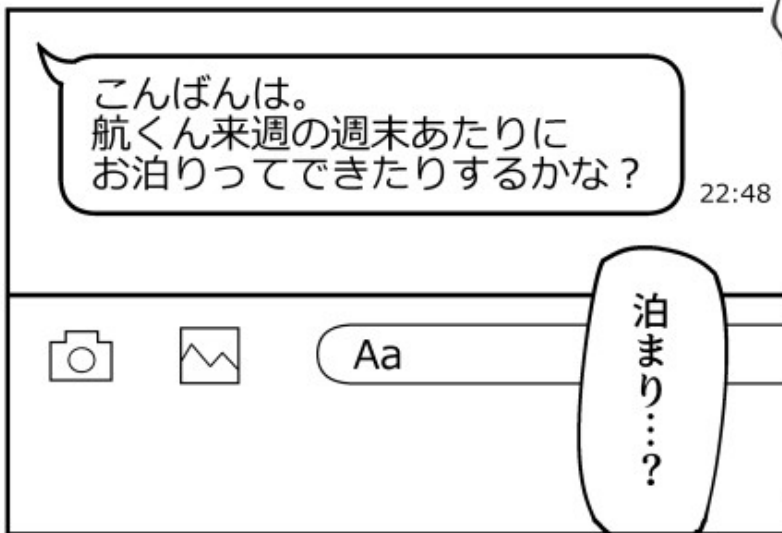 こんばんは。
航くん来週の週末あたりに
お泊りってできたりするかな？
22:48
泊まり…？
Aa